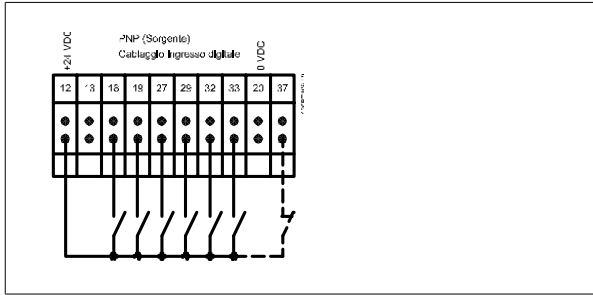 +24 VDC
PNP (Sorgente)
Cablaggio Ingresso digitale
0 VDC
12 13 18 19 27 29 32 33 20 37